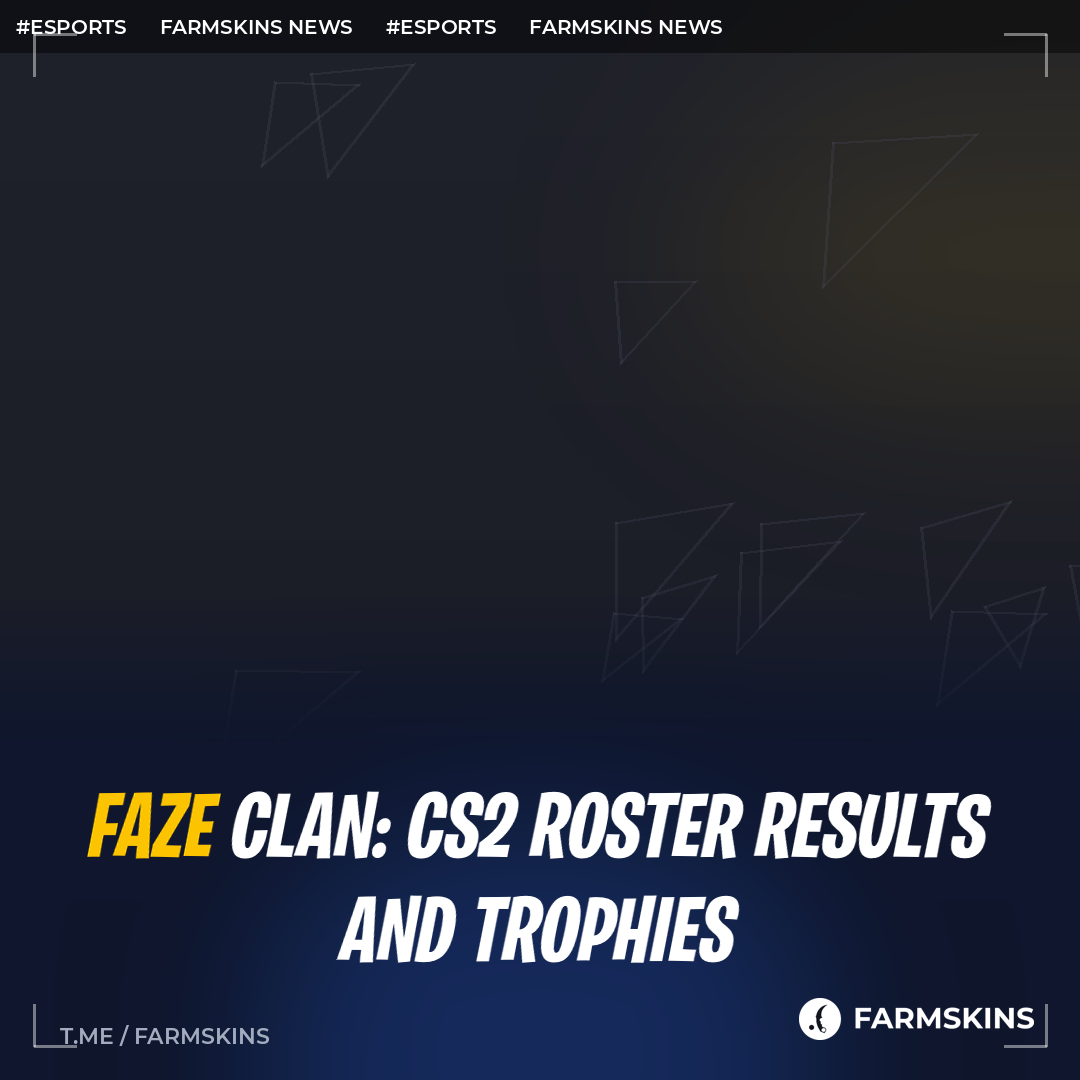 #ESPORTS FARMSKINS NEWS #ESPORTS FARMSKINS NEWS
FAZE CLAN: CS2 ROSTER RESULTS
AND TROPHIES
T.ME / FARMSKINS
FARMSKINS